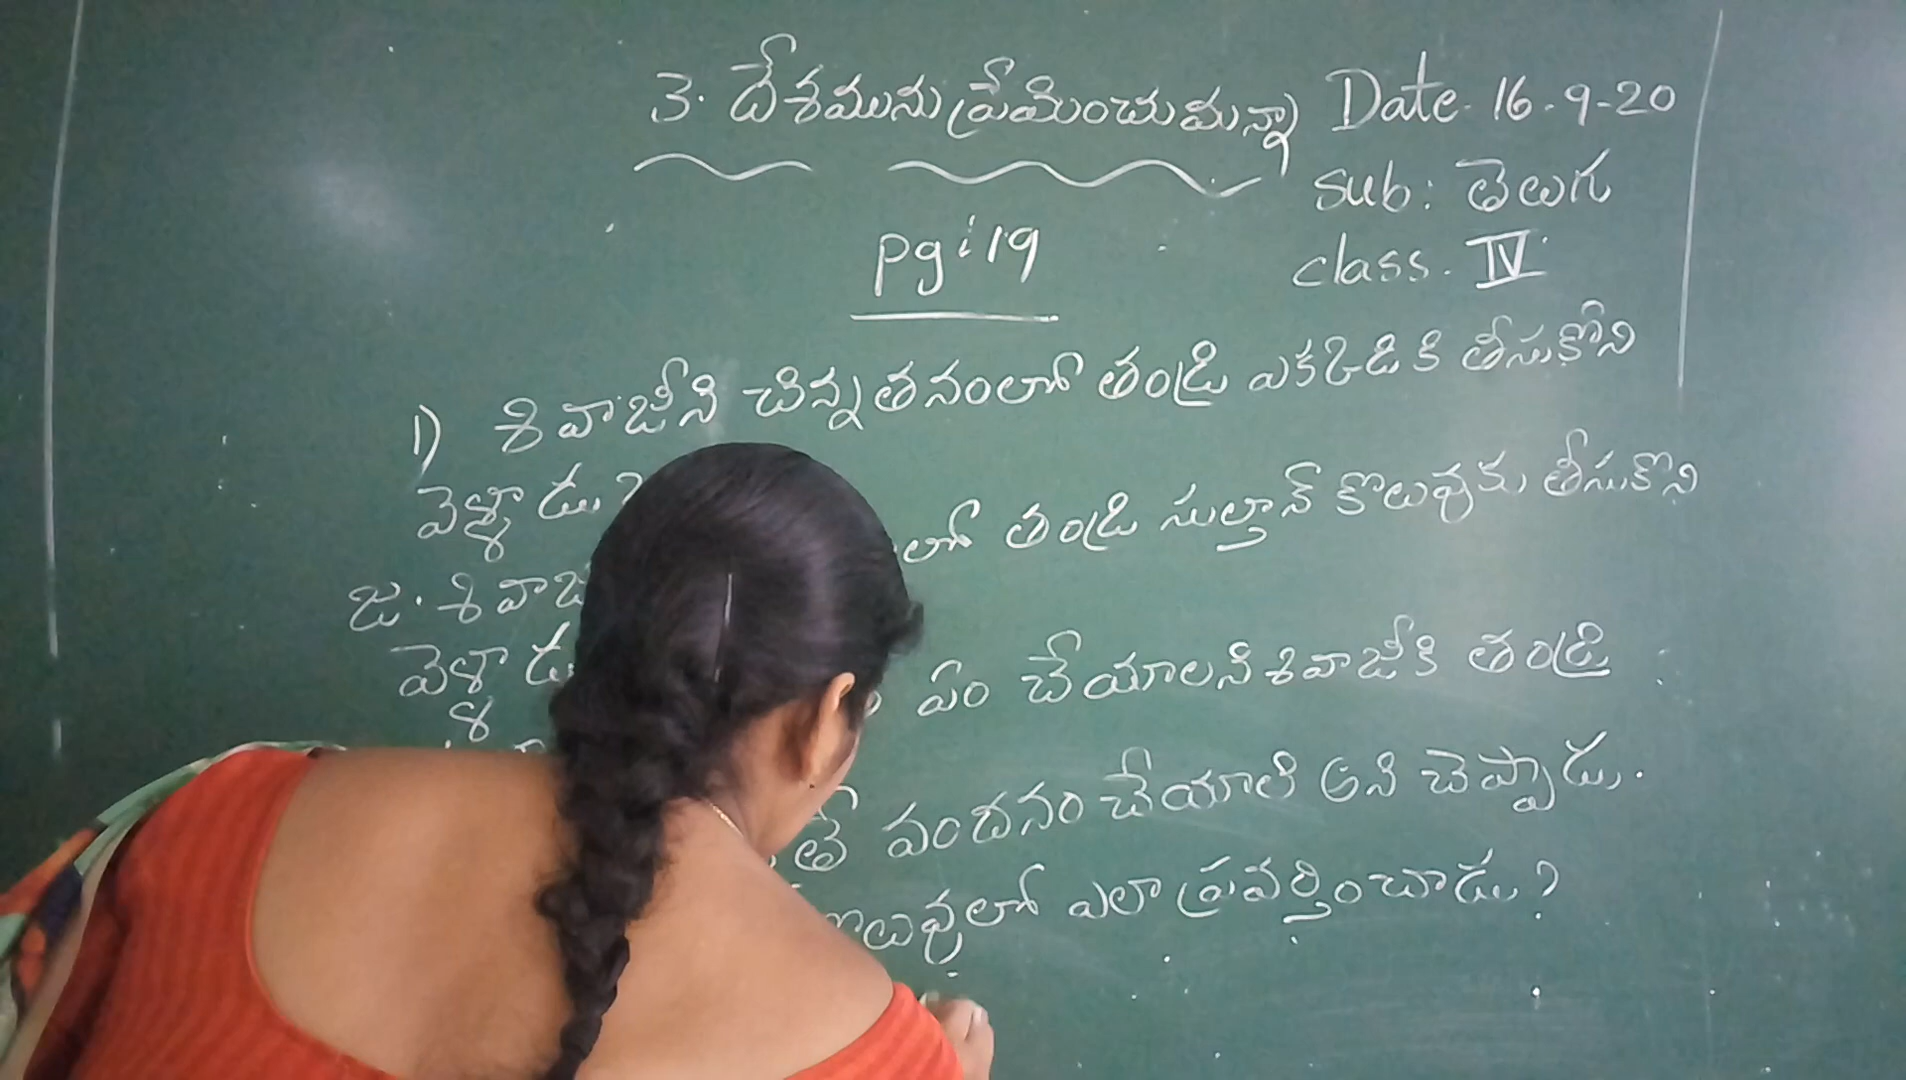 3. దేశమును ప్రేమించుమన్నా Date. 16-9-20
sub: తెలుగు
class. IV
pg:19
1) శివాజీని చిన్నతనంలో తండ్రి ఎక్కడికి తీసుకోని
వెళ్ళాడు ?
జ. శివాజ లో తండ్రి సుల్తాన్ కొలువుకు తీసుకొని
వెళ్ళాడు
ఏం చేయాలని శివాజీకి తండ్రి
వందనం చేయాలి అని చెప్పాడు.
కొలువులో ఎలా ప్రవర్తించాడు ?